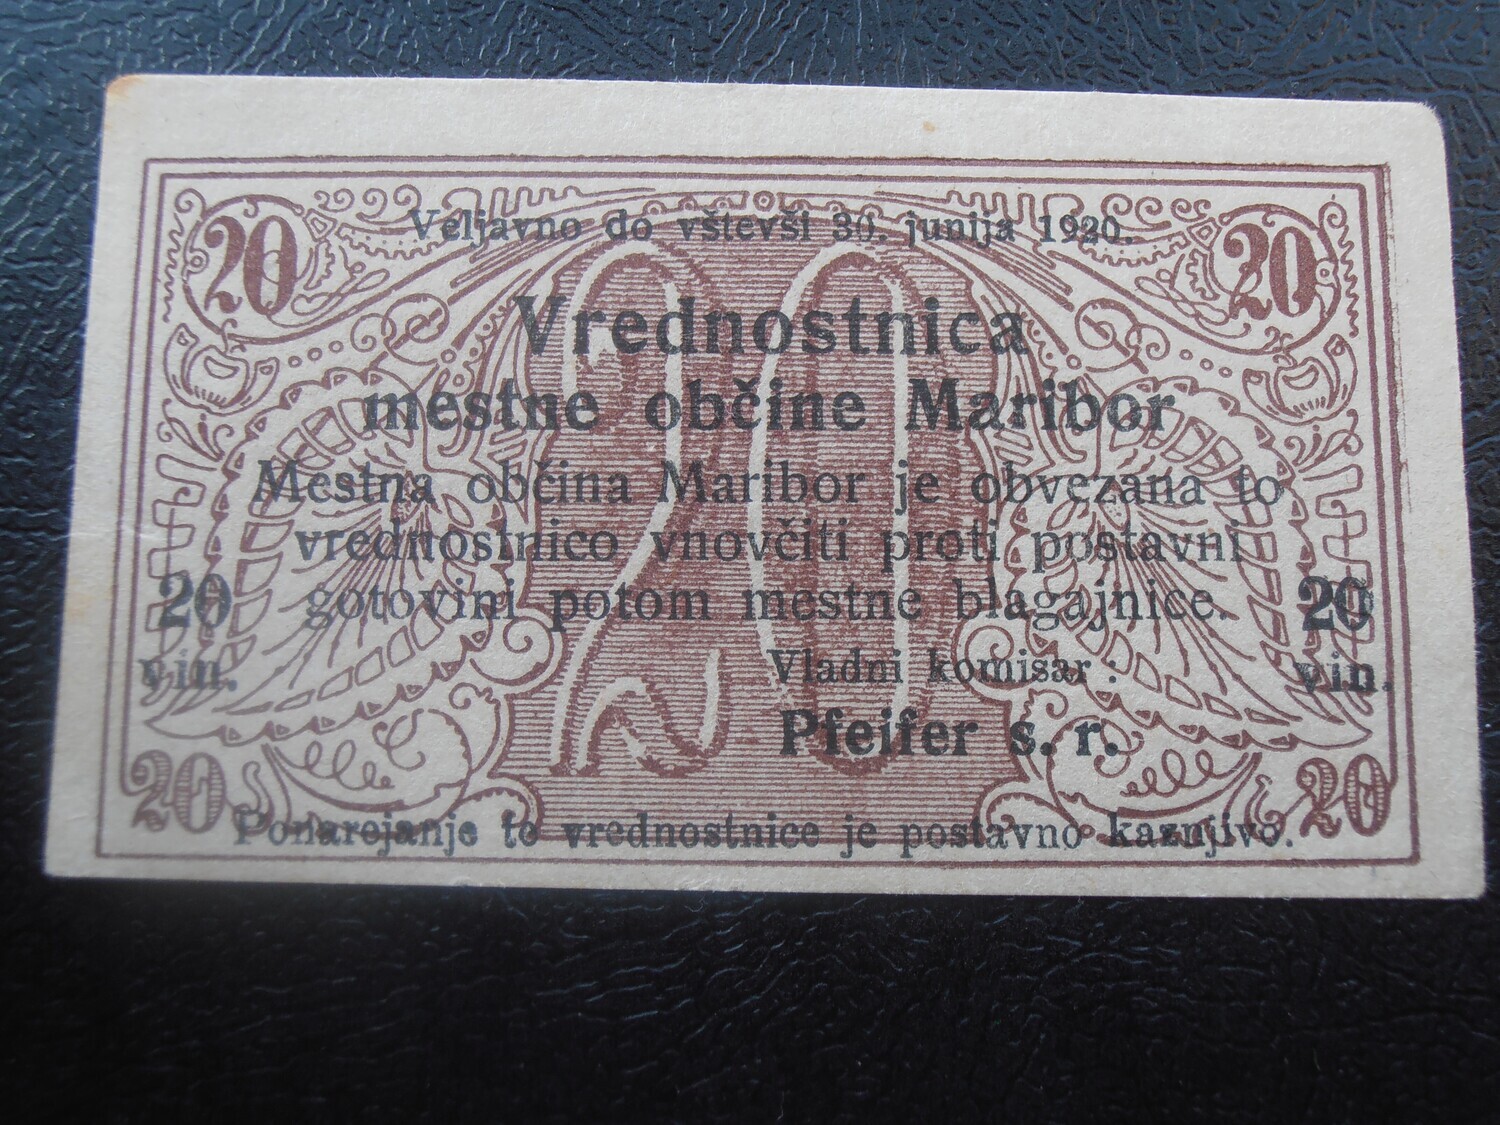 20 20
Veljavno do vštevši 30. junija 1920.
20
Vrednostnica
mestne občine Maribor
Mestna občina Maribor je obvezana to
vrednostnico vnovčiti proti postavni
20 gotovini potom mestne blagajnice. 20
vin. Vladni komisar : vin.
Pfeifer s. r.
20 20
Ponarejanje te vrednostnice je postavno kaznjivo.